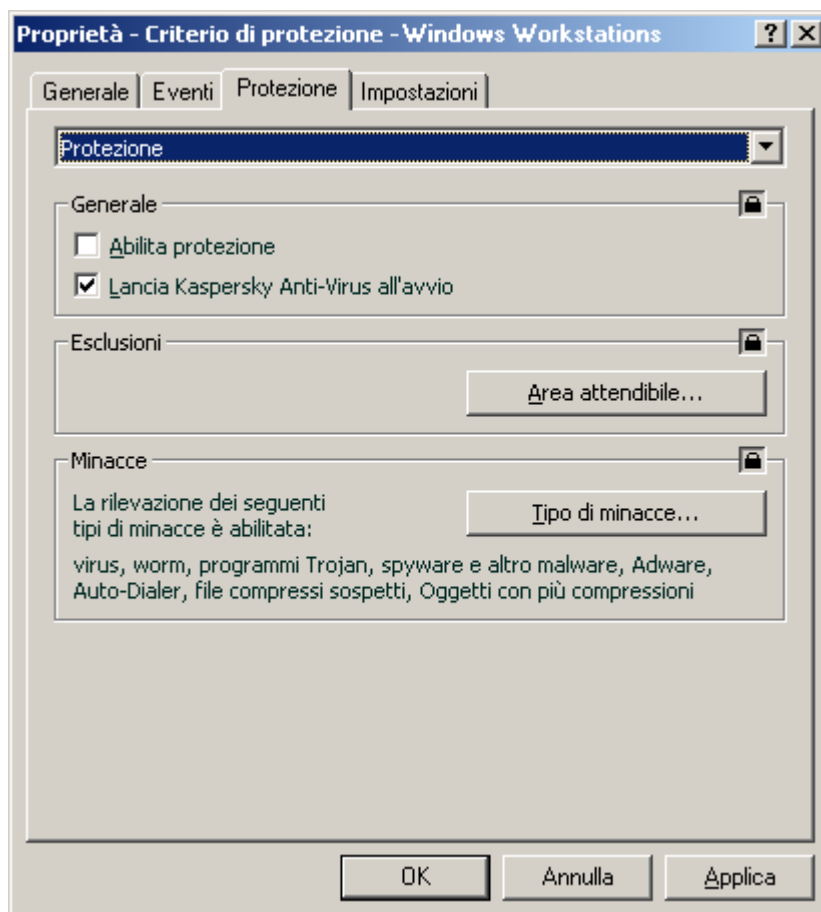 Proprietà - Criterio di protezione - Windows Workstations
Generale Eventi Protezione Impostazioni
Protezione
Generale
Abilita protezione
Lancia Kaspersky Anti-Virus all'avvio
Esclusioni
Area attendibile...
Minacce
La rilevazione dei seguenti
tipi di minacce è abilitata:
Tipo di minacce...
virus, worm, programmi Trojan, spyware e altro malware, Adware,
Auto-Dialer, file compressi sospetti, Oggetti con più compressioni
OK Annulla Applica